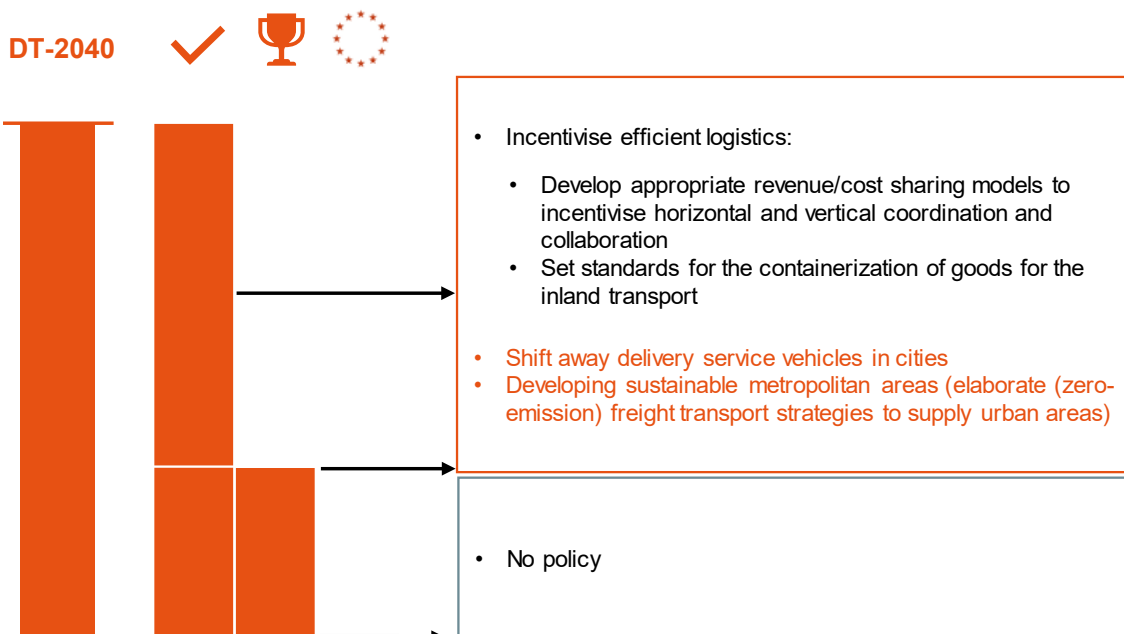 DT-2040
• Incentivise efficient logistics:
• Develop appropriate revenue/cost sharing models to
incentivise horizontal and vertical coordination and
collaboration
• Set standards for the containerization of goods for the
inland transport
• Shift away delivery service vehicles in cities
• Developing sustainable metropolitan areas (elaborate (zero-
emission) freight transport strategies to supply urban areas)
• No policy